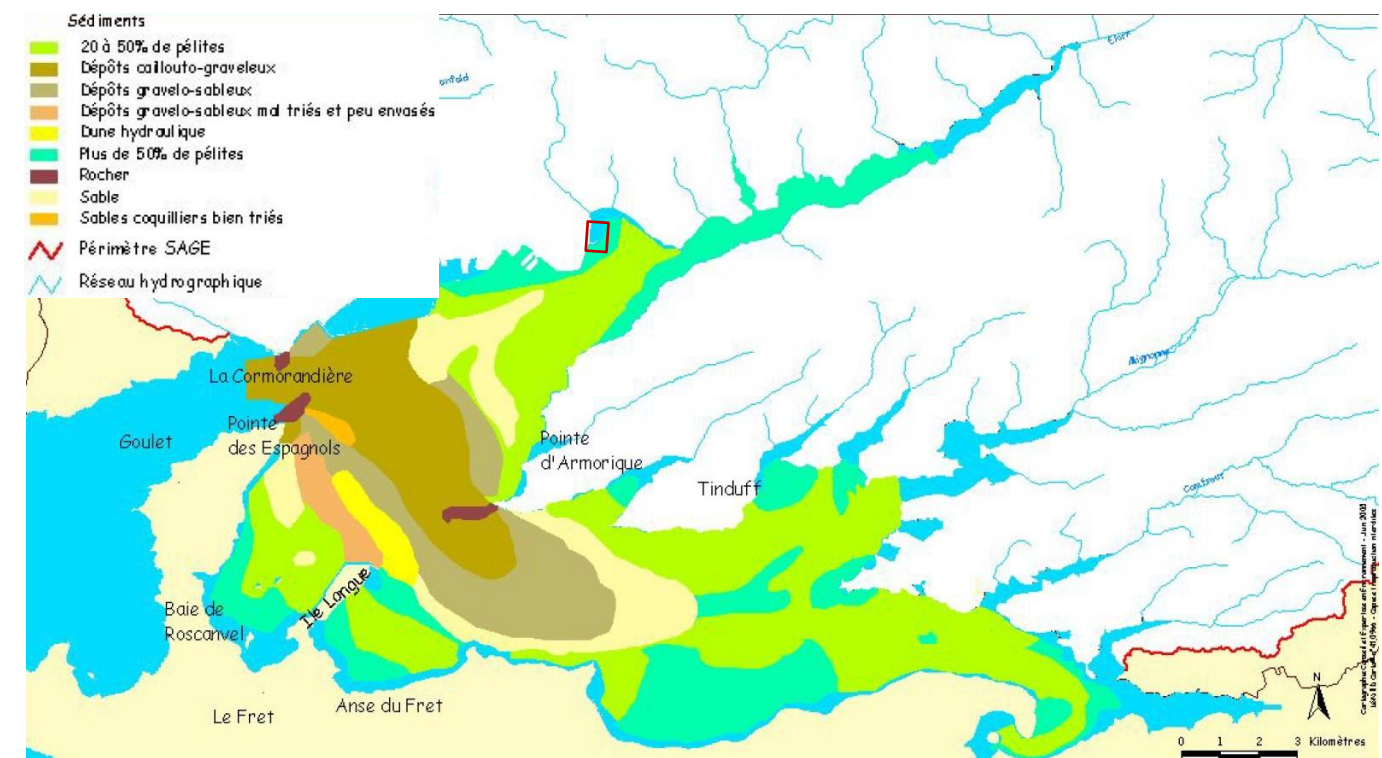 Sédiments
20 à 50% de pélites
Dépôts caillouto-graveleux
Dépôts gravelo-sableux
Dépôts gravelo-sableux mal triés et peu envasés
Dune hydraulique
Plus de 50% de pélites
Rocher
Sable
Sables coquilliers bien triés
Périmètre SAGE
Réseau hydrographique
Elorn
La Cormorandière
Goulet
Pointe
des Espagnols
Pointe
d'Armorique
Tinduff
Mignonne
Camfrout
Ile Longue
Baie de
Roscanvel
Le Fret
Anse du Fret
N
0 1 2 3 Kilomètres